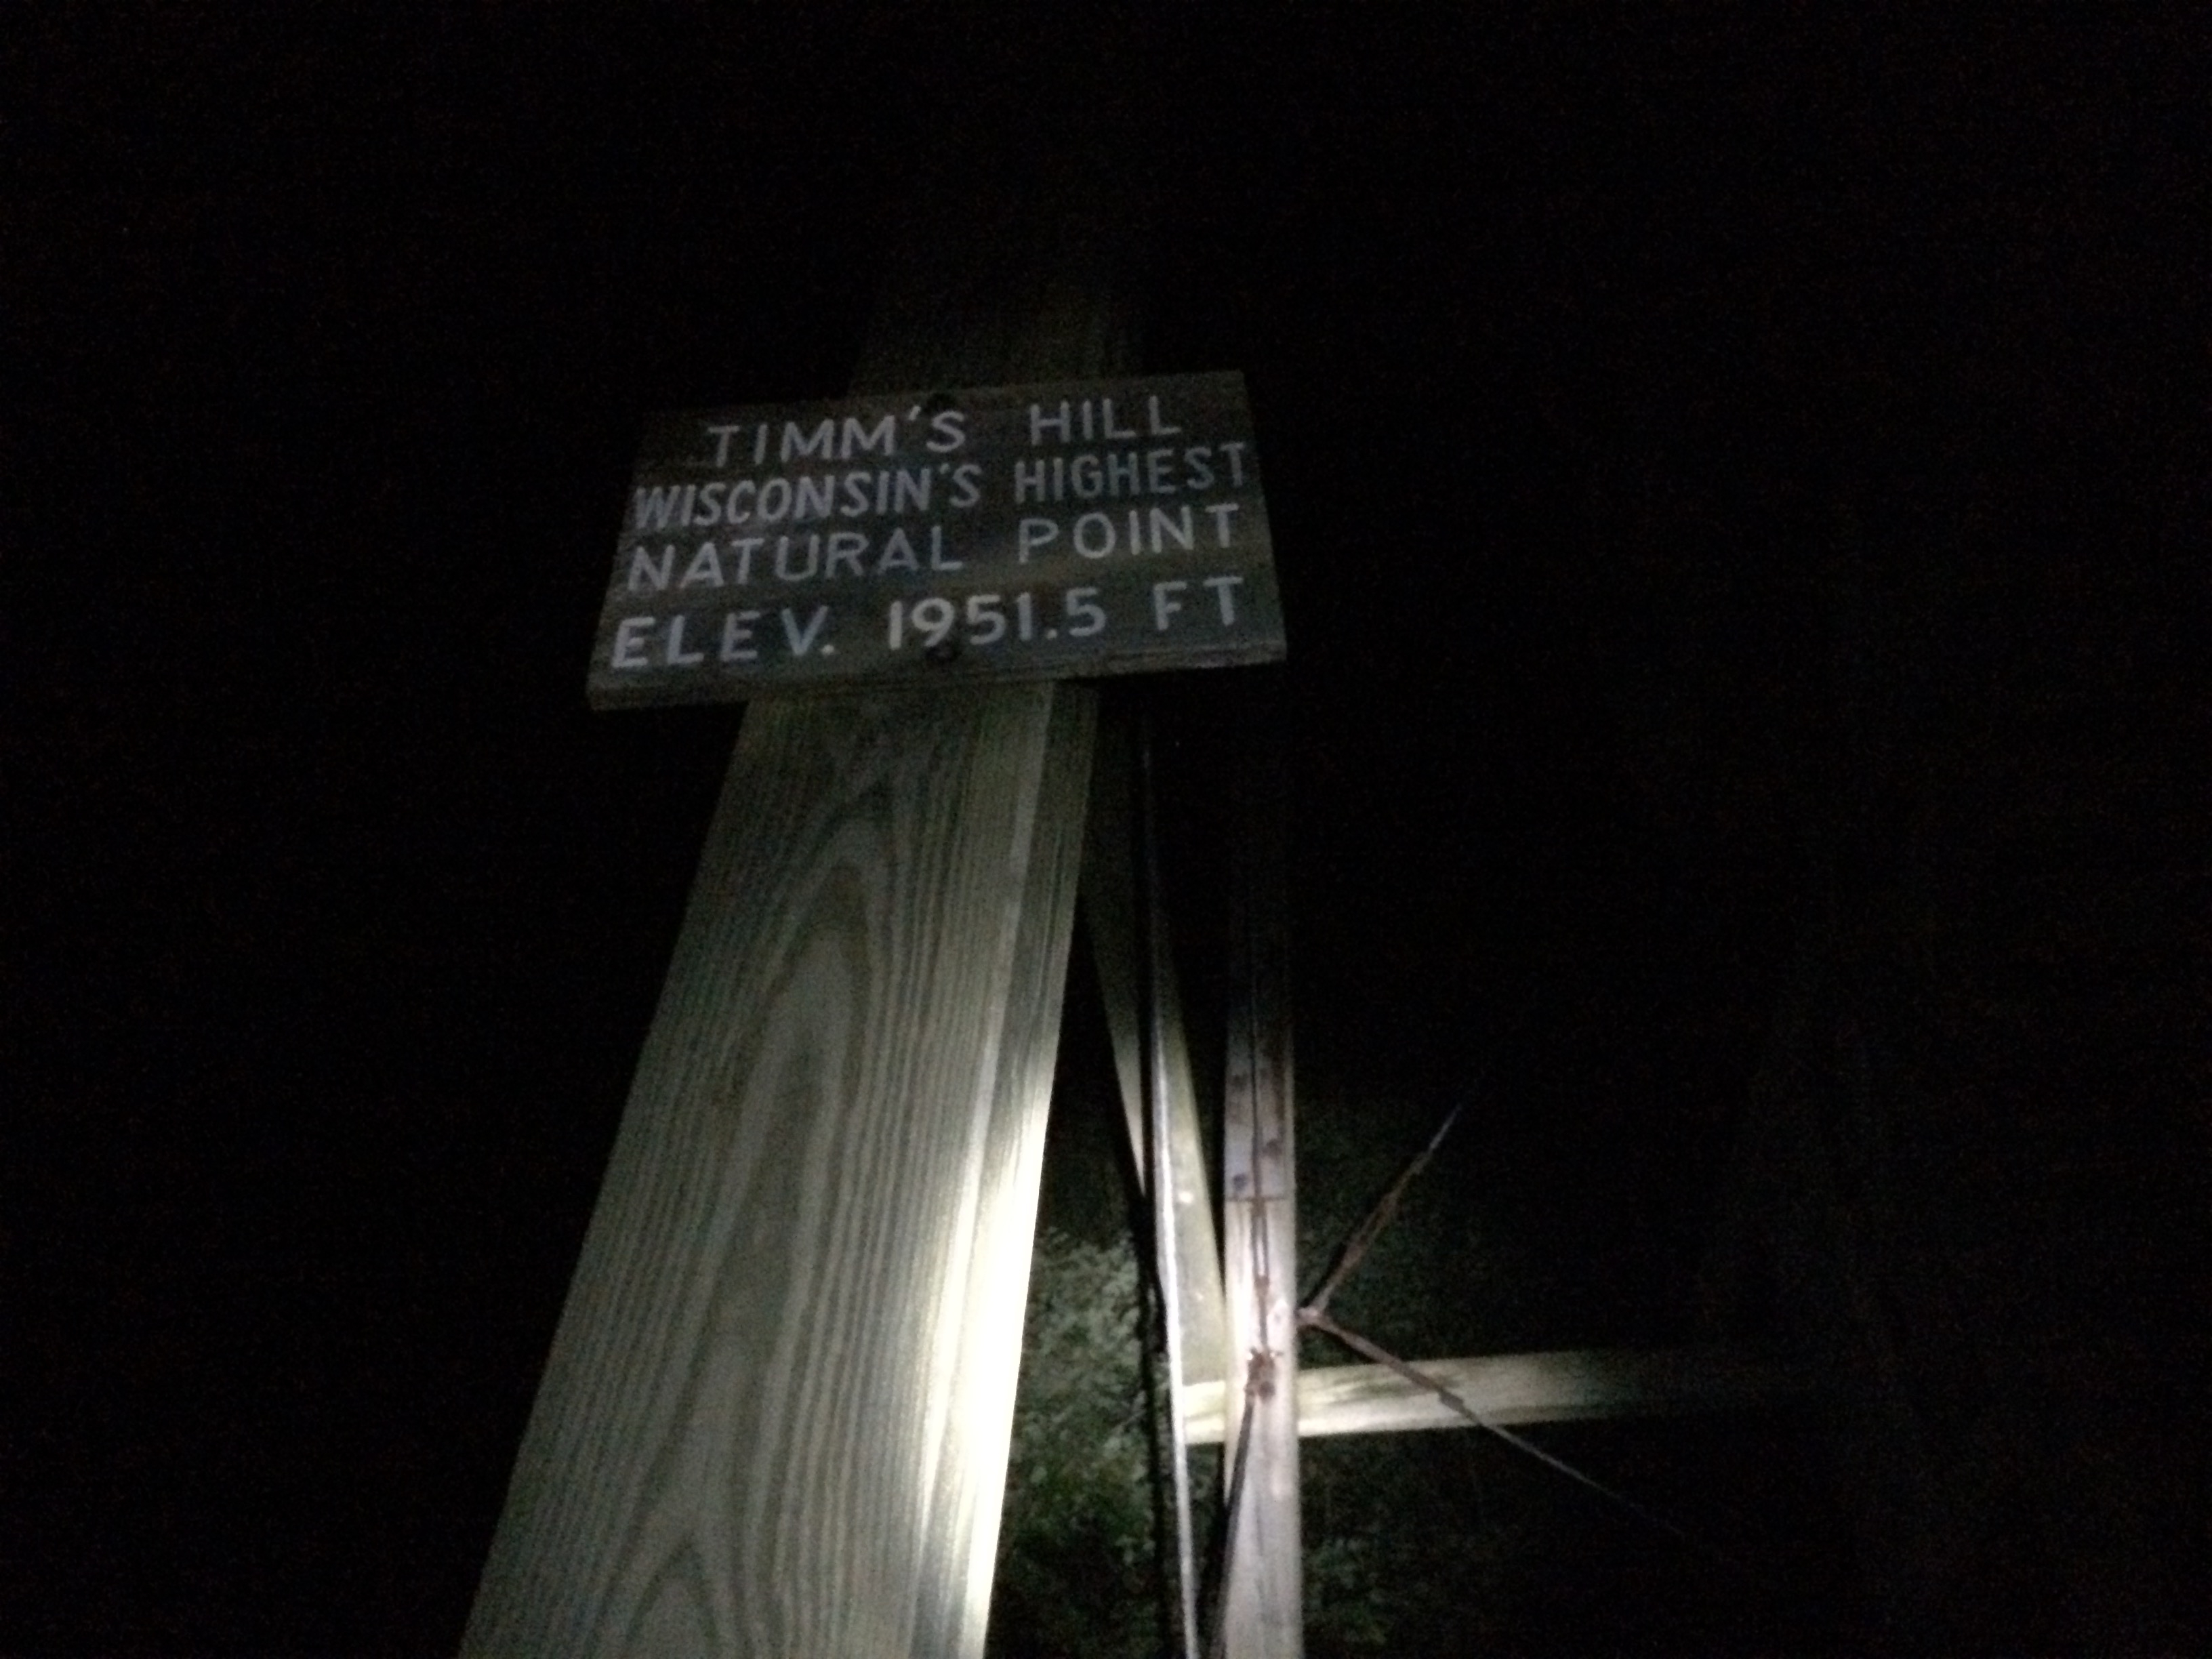 TIMM'S HILL
WISCONSIN'S HIGHEST
NATURAL POINT
ELEV. 1951.5 FT